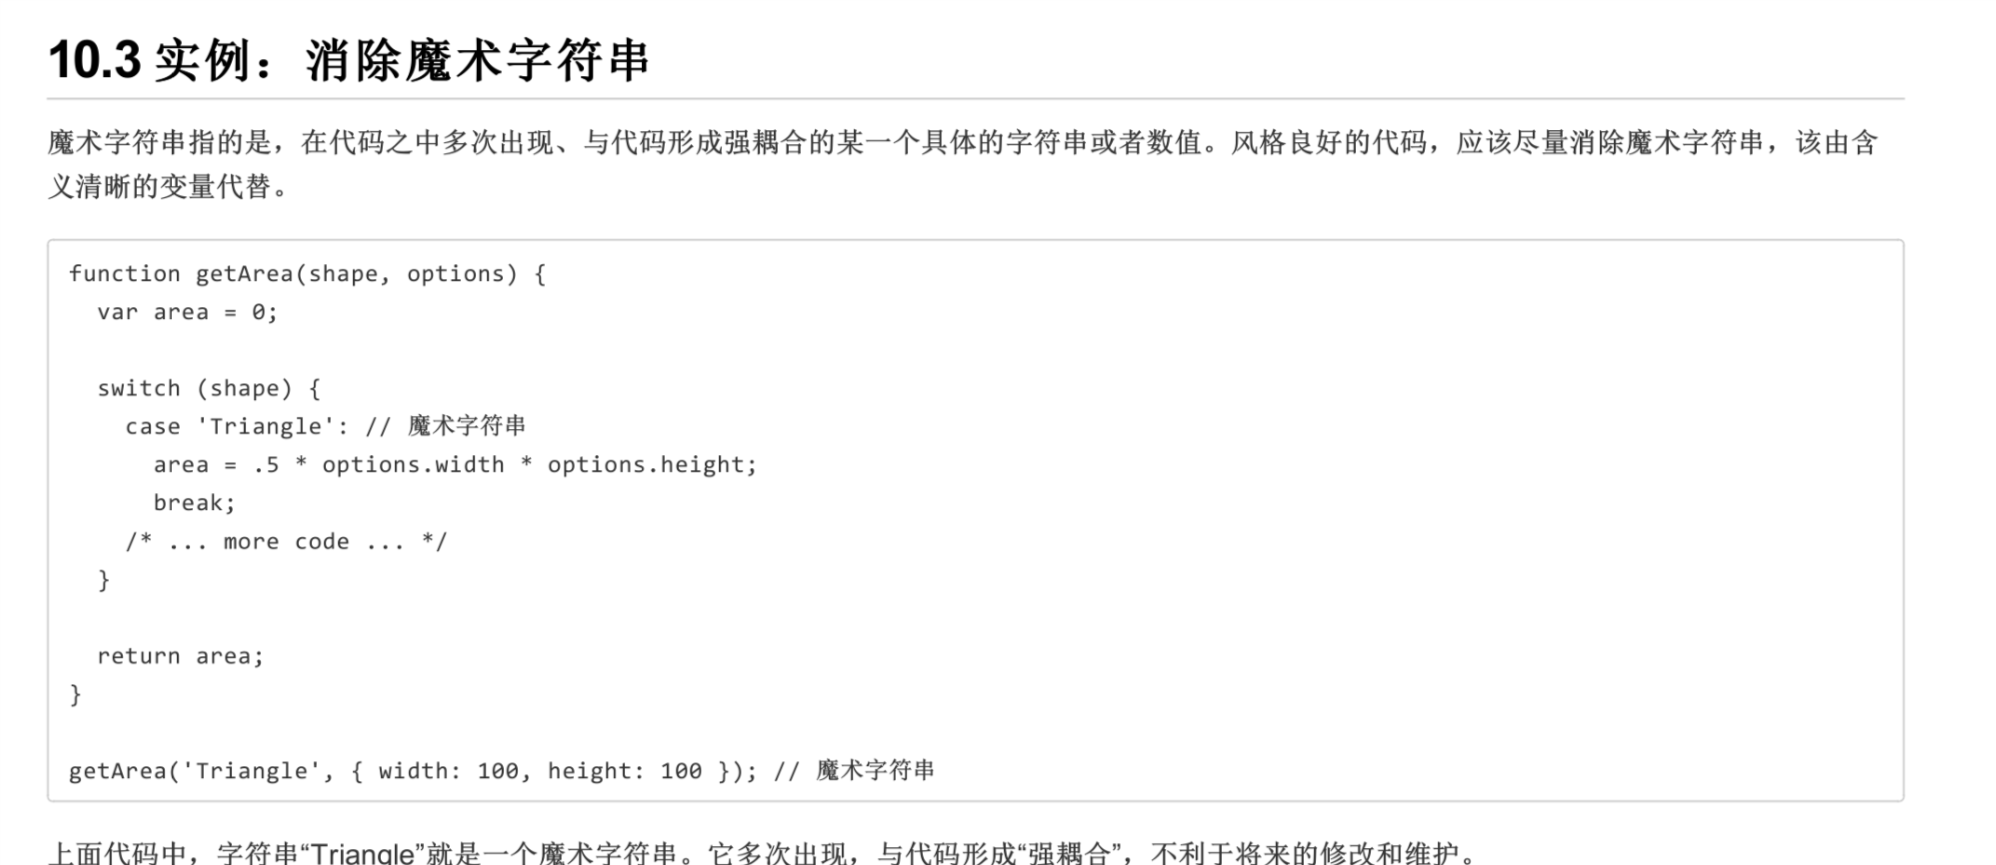 10.3 实例：消除魔术字符串
魔术字符串指的是，在代码之中多次出现、与代码形成强耦合的某一个具体的字符串或者数值。风格良好的代码，应该尽量消除魔术字符串，该由含
义清晰的变量代替。
function getArea(shape, options) {
  var area = 0;
  switch (shape) {
    case 'Triangle': // 魔术字符串
      area = .5 * options.width * options.height;
      break;
    /* ... more code ... */
  }
  return area;
}
getArea('Triangle', { width: 100, height: 100 }); // 魔术字符串
上面代码中，字符串“Triangle”就是一个魔术字符串。它多次出现，与代码形成“强耦合”，不利于将来的修改和维护。